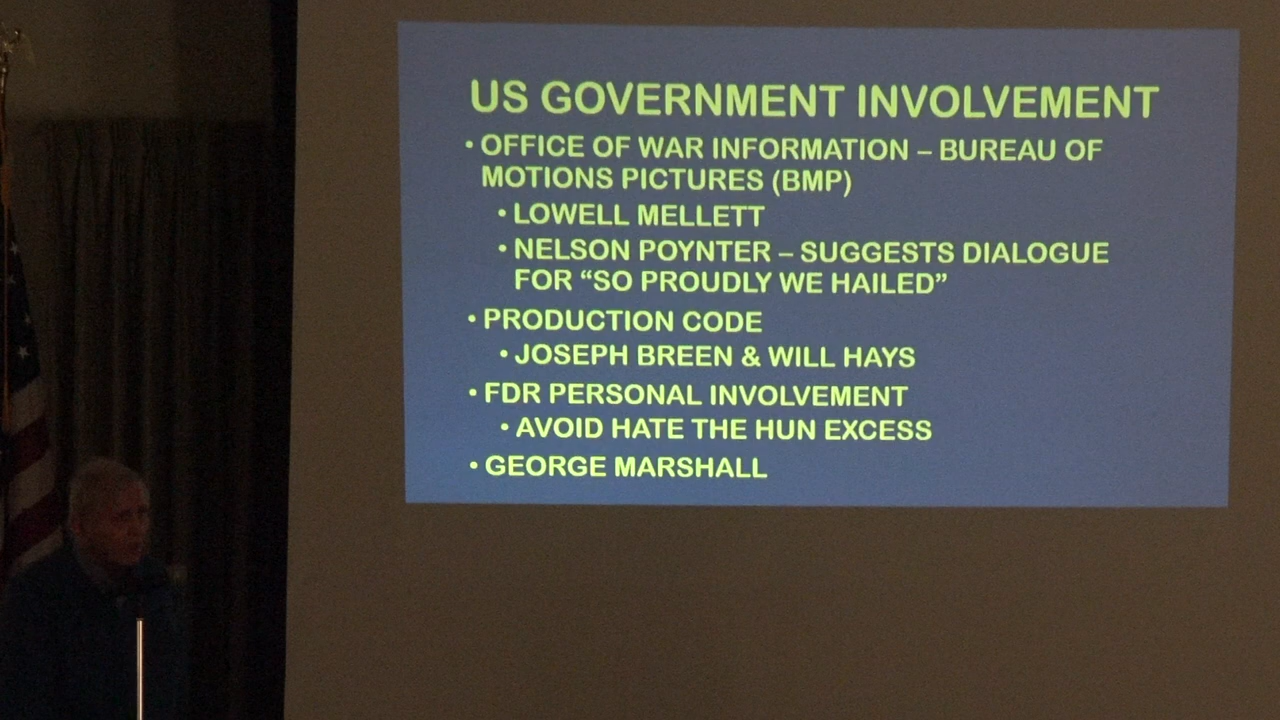 US GOVERNMENT INVOLVEMENT
• OFFICE OF WAR INFORMATION – BUREAU OF
MOTIONS PICTURES (BMP)
• LOWELL MELLETT
• NELSON POYNTER – SUGGESTS DIALOGUE
FOR “SO PROUDLY WE HAILED”
• PRODUCTION CODE
• JOSEPH BREEN & WILL HAYS
• FDR PERSONAL INVOLVEMENT
• AVOID HATE THE HUN EXCESS
• GEORGE MARSHALL